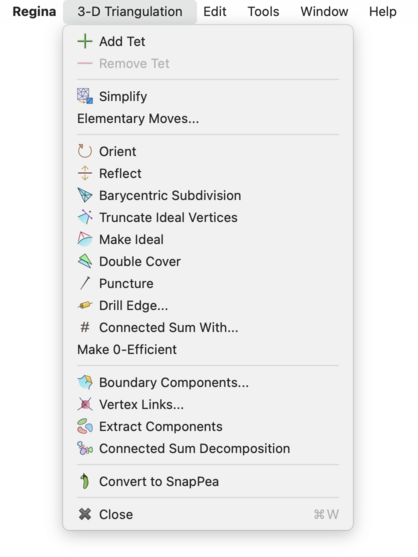 Regina 3-D Triangulation Edit Tools Window Help
Add Tet
Remove Tet
Simplify
Elementary Moves...
Orient
Reflect
Barycentric Subdivision
Truncate Ideal Vertices
Make Ideal
Double Cover
Puncture
Drill Edge...
# Connected Sum With...
Make 0-Efficient
Boundary Components...
Vertex Links...
Extract Components
Connected Sum Decomposition
Convert to SnapPea
Close ⌘W